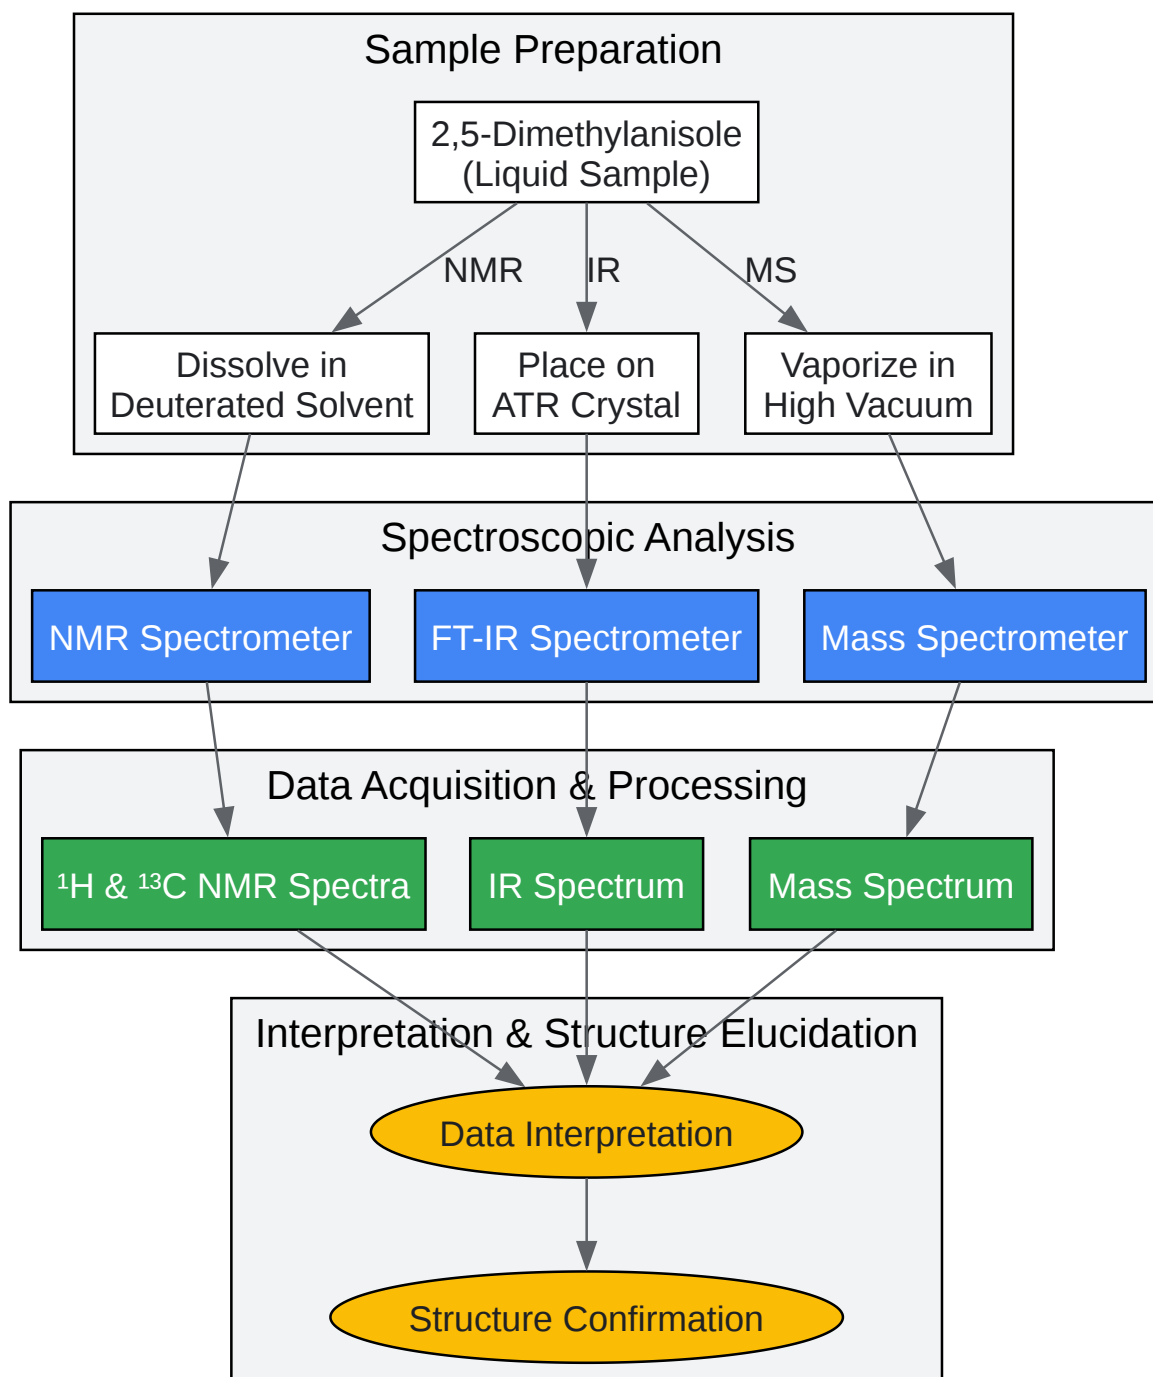 Sample Preparation
2,5-Dimethylanisole
(Liquid Sample)
NMR
IR
MS
Dissolve in
Deuterated Solvent
Place on
ATR Crystal
Vaporize in
High Vacuum
Spectroscopic Analysis
NMR Spectrometer
FT-IR Spectrometer
Mass Spectrometer
Data Acquisition & Processing
¹H & ¹³C NMR Spectra
IR Spectrum
Mass Spectrum
Interpretation & Structure Elucidation
Data Interpretation
Structure Confirmation